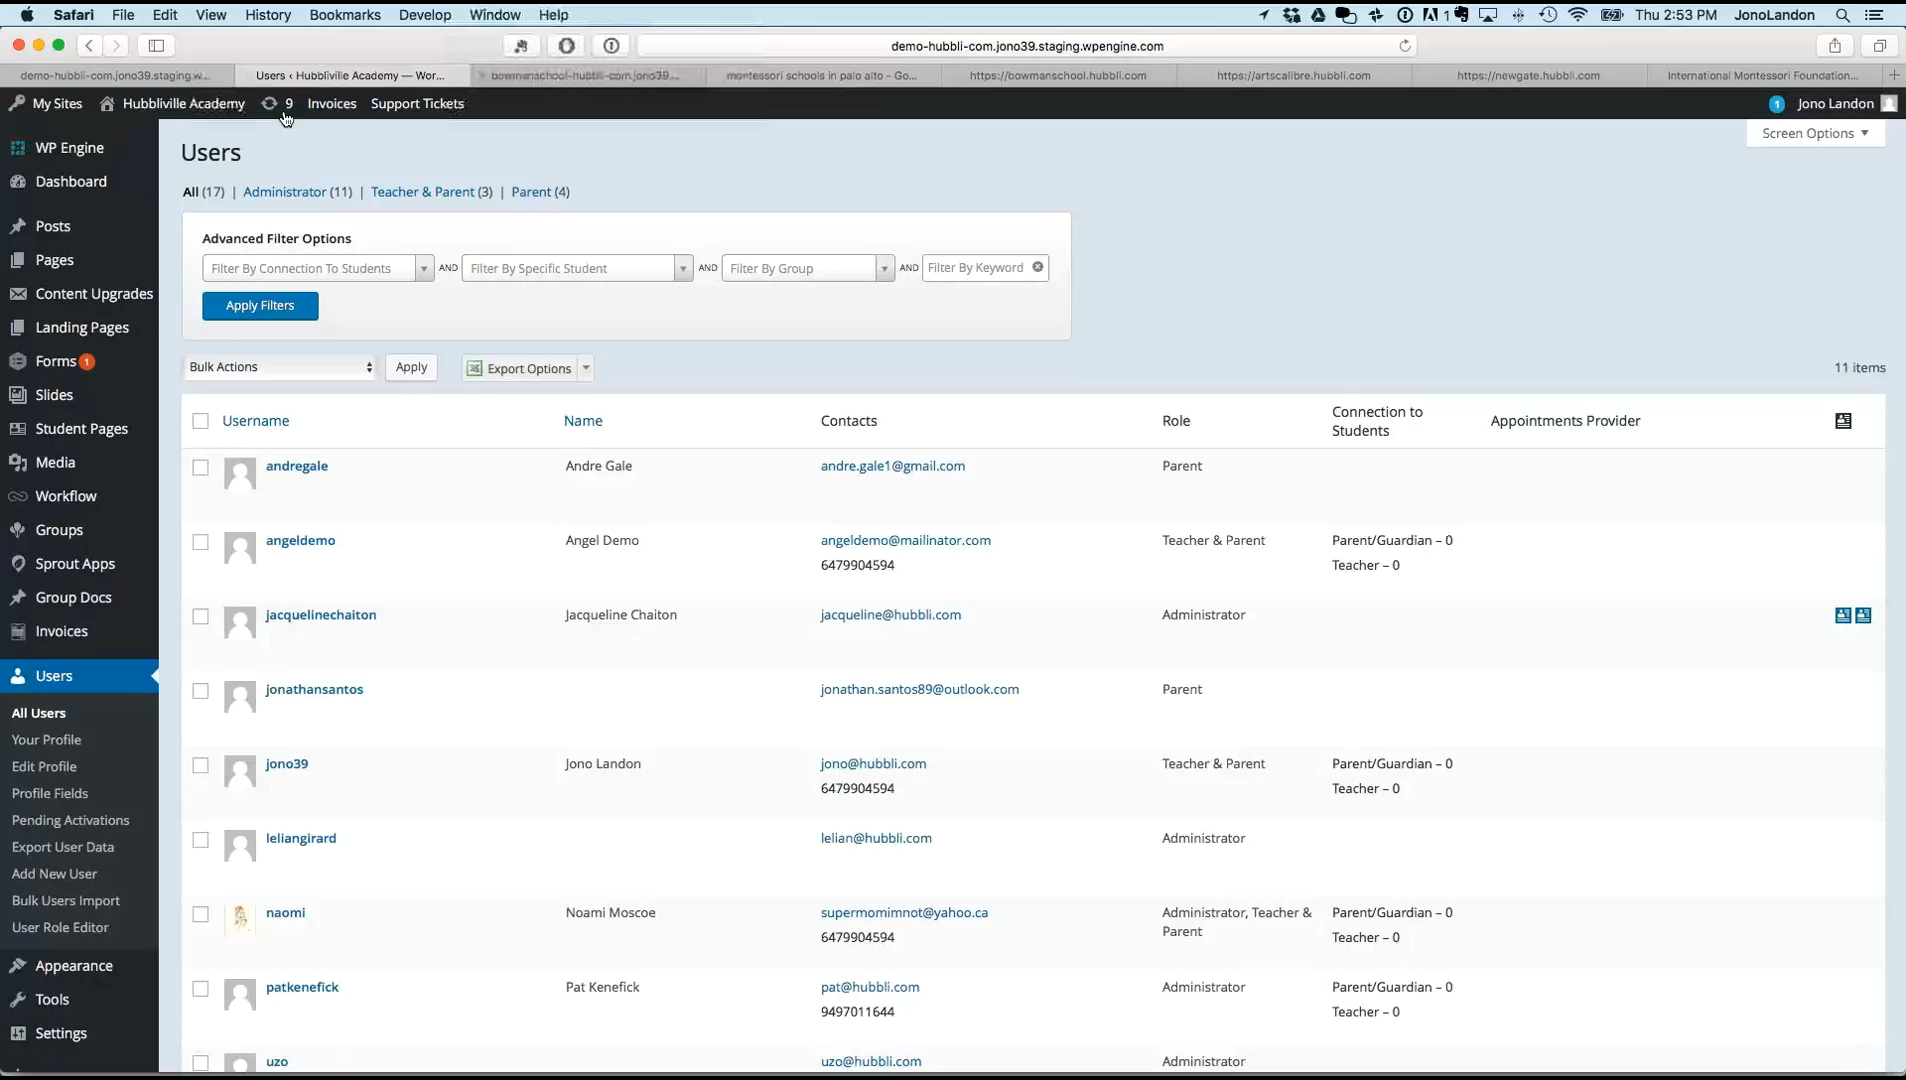 Safari File Edit View History Bookmarks Develop Window Help 1 Thu 2:53 PM JonoLandon
demo-hubbli-com.jono39.staging.wpengine.com
demo-hubbli-com.jono39.staging.w... Users ‹ Hubbliville Academy — Wor... bowmanschool-hubbli-com.jono39... montessori schools in palo alto - Go... https://bowmanschool.hubbli.com https://artscalibre.hubbli.com https://newgate.hubbli.com International Montessori Foundation...
My Sites Hubbliville Academy 9 Invoices Support Tickets 1 Jono Landon
Screen Options
WP Engine
Dashboard
Posts
Pages
Content Upgrades
Landing Pages
Forms 1
Slides
Student Pages
Media
Workflow
Groups
Sprout Apps
Group Docs
Invoices
Users
All Users
Your Profile
Edit Profile
Profile Fields
Pending Activations
Export User Data
Add New User
Bulk Users Import
User Role Editor
Appearance
Tools
Settings
Users
All (17) | Administrator (11) | Teacher & Parent (3) | Parent (4)
Advanced Filter Options
Filter By Connection To Students AND Filter By Specific Student AND Filter By Group AND Filter By Keyword
Apply Filters
Bulk Actions Apply Export Options 11 items
Username Name Contacts Role Connection to Students Appointments Provider
andregale Andre Gale andre.gale1@gmail.com Parent
angeldemo Angel Demo angeldemo@mailinator.com Teacher & Parent Parent/Guardian – 0
6479904594 Teacher – 0
jacquelinechaiton Jacqueline Chaiton jacqueline@hubbli.com Administrator
jonathansantos jonathan.santos89@outlook.com Parent
jono39 Jono Landon jono@hubbli.com Teacher & Parent Parent/Guardian – 0
6479904594 Teacher – 0
leliangirard lelian@hubbli.com Administrator
naomi Noami Moscoe supermomimnot@yahoo.ca Administrator, Teacher & Parent Parent/Guardian – 0
6479904594 Teacher – 0
patkenefick Pat Kenefick pat@hubbli.com Administrator Parent/Guardian – 0
9497011644 Teacher – 0
uzo uzo@hubbli.com Administrator